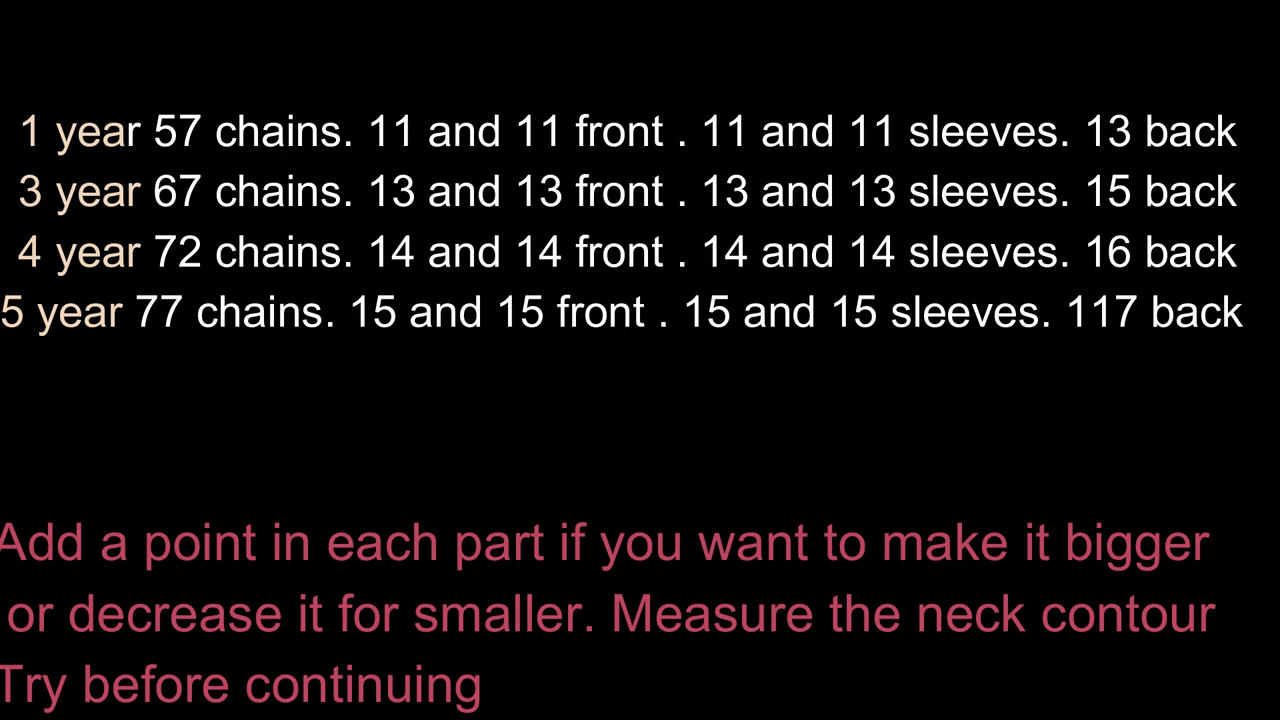 1 year 57 chains. 11 and 11 front . 11 and 11 sleeves. 13 back
3 year 67 chains. 13 and 13 front . 13 and 13 sleeves. 15 back
4 year 72 chains. 14 and 14 front . 14 and 14 sleeves. 16 back
5 year 77 chains. 15 and 15 front . 15 and 15 sleeves. 117 back
Add a point in each part if you want to make it bigger
or decrease it for smaller. Measure the neck contour
Try before continuing